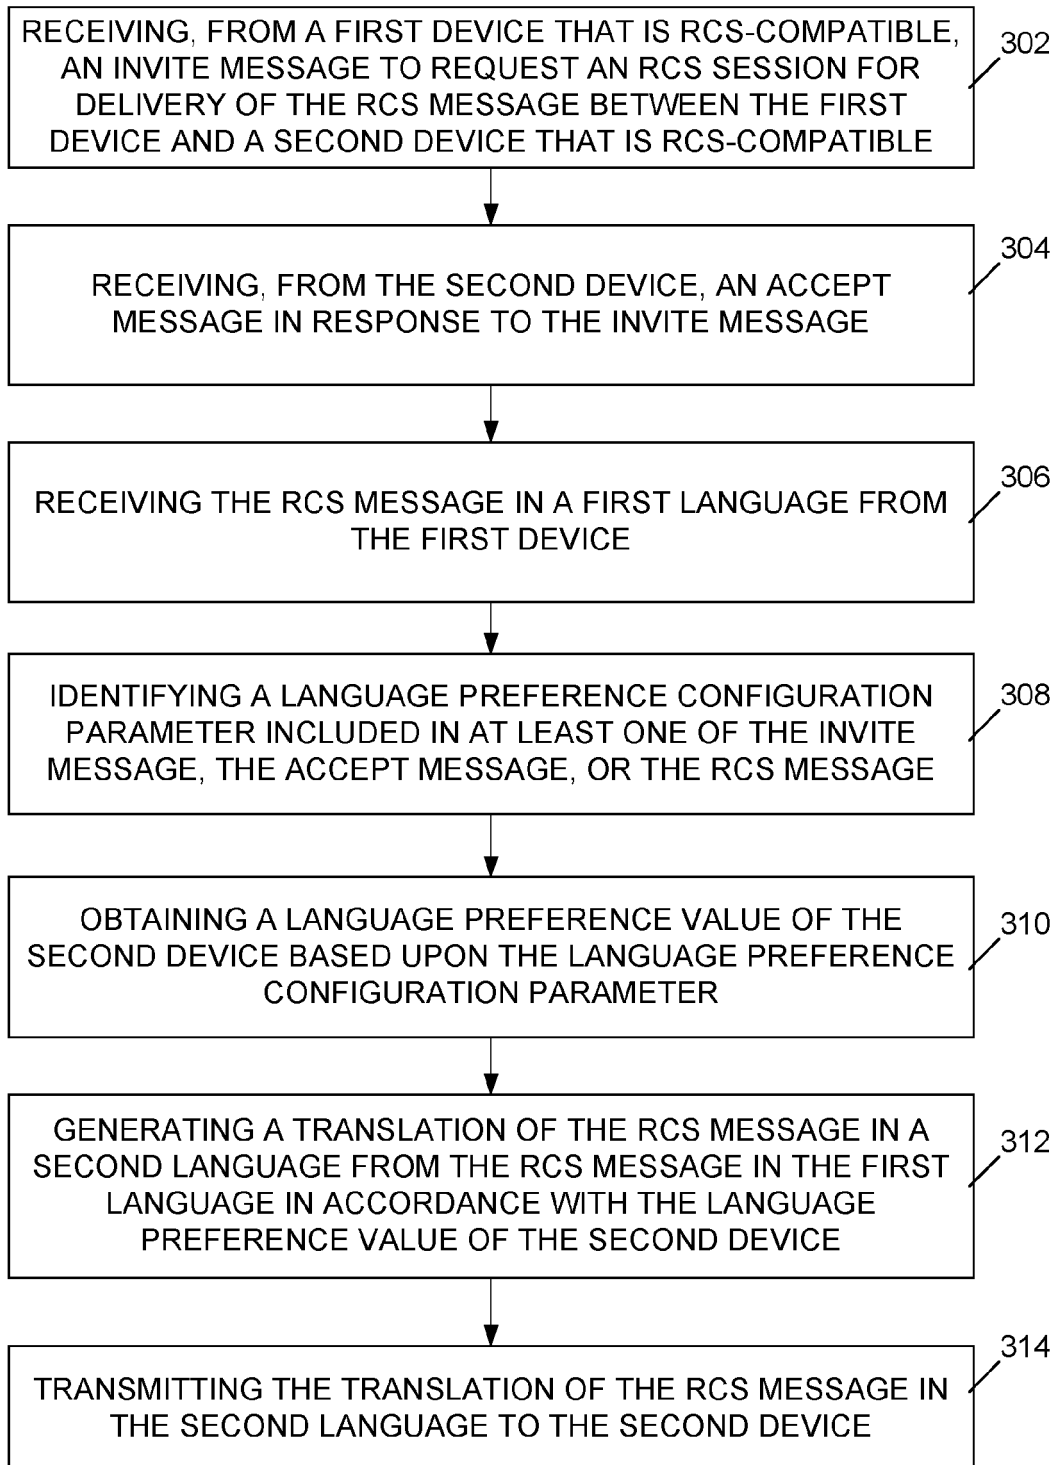 RECEIVING, FROM A FIRST DEVICE THAT IS RCS-COMPATIBLE,
AN INVITE MESSAGE TO REQUEST AN RCS SESSION FOR
DELIVERY OF THE RCS MESSAGE BETWEEN THE FIRST
DEVICE AND A SECOND DEVICE THAT IS RCS-COMPATIBLE
302
RECEIVING, FROM THE SECOND DEVICE, AN ACCEPT
MESSAGE IN RESPONSE TO THE INVITE MESSAGE
304
RECEIVING THE RCS MESSAGE IN A FIRST LANGUAGE FROM
THE FIRST DEVICE
306
IDENTIFYING A LANGUAGE PREFERENCE CONFIGURATION
PARAMETER INCLUDED IN AT LEAST ONE OF THE INVITE
MESSAGE, THE ACCEPT MESSAGE, OR THE RCS MESSAGE
308
OBTAINING A LANGUAGE PREFERENCE VALUE OF THE
SECOND DEVICE BASED UPON THE LANGUAGE PREFERENCE
CONFIGURATION PARAMETER
310
GENERATING A TRANSLATION OF THE RCS MESSAGE IN A
SECOND LANGUAGE FROM THE RCS MESSAGE IN THE FIRST
LANGUAGE IN ACCORDANCE WITH THE LANGUAGE
PREFERENCE VALUE OF THE SECOND DEVICE
312
TRANSMITTING THE TRANSLATION OF THE RCS MESSAGE IN
THE SECOND LANGUAGE TO THE SECOND DEVICE
314